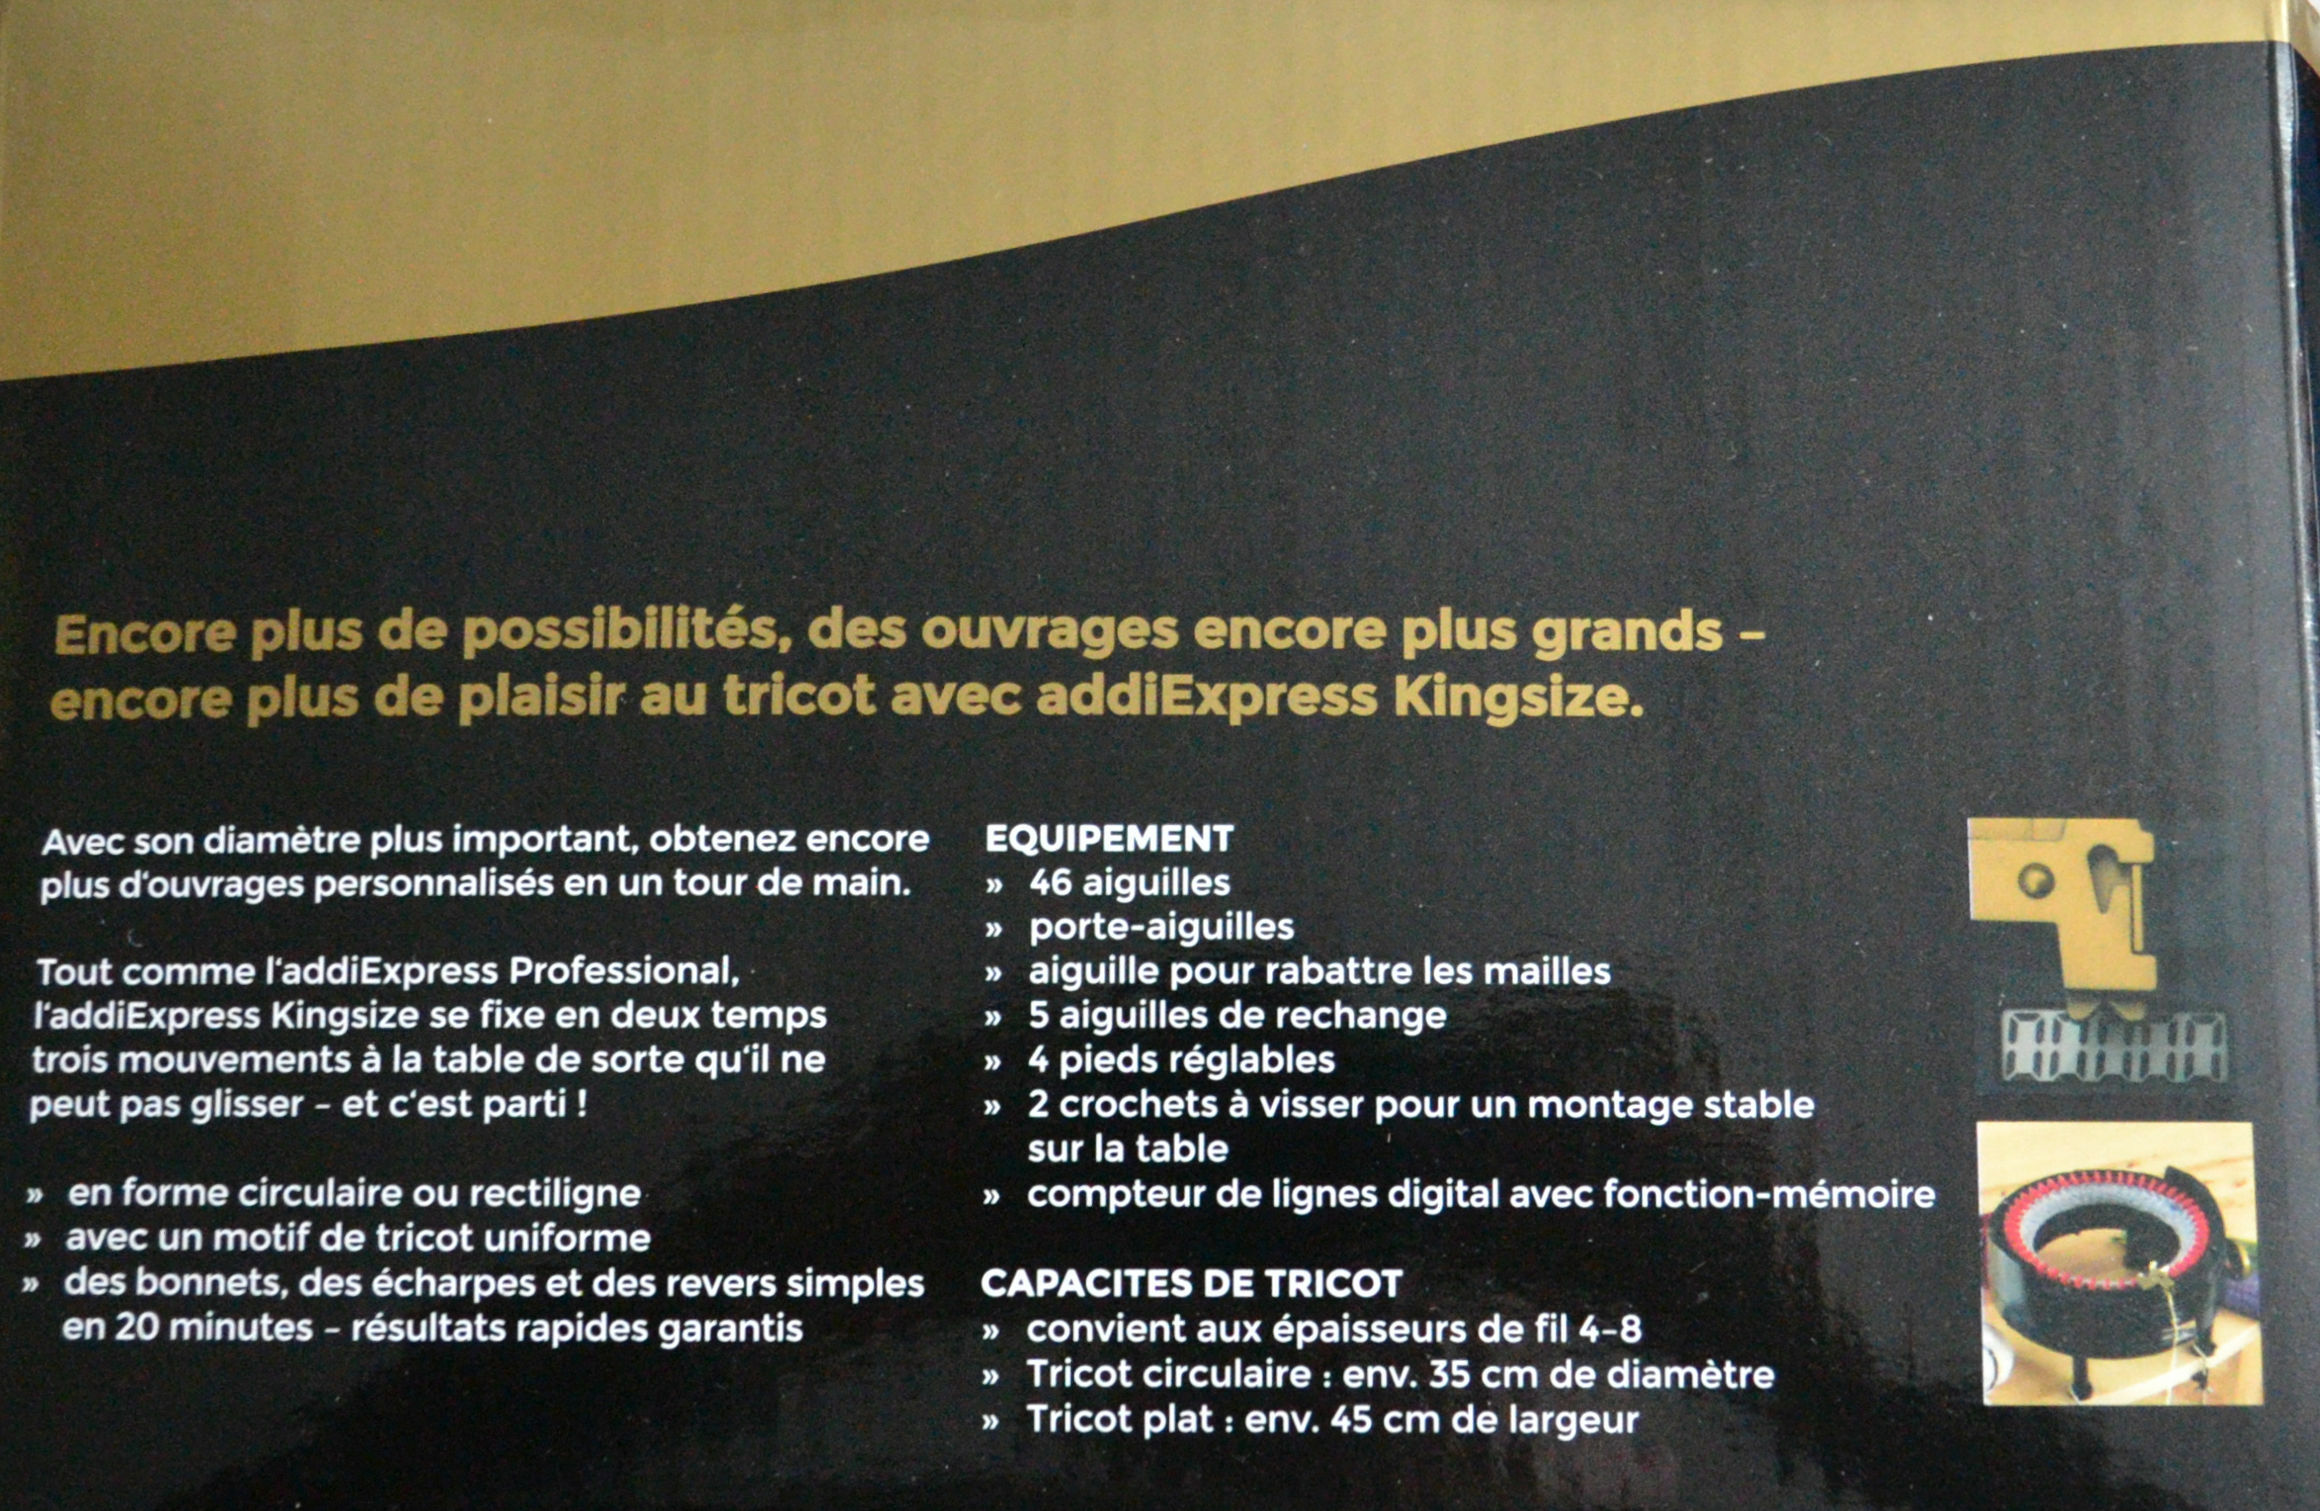 Encore plus de possibilités, des ouvrages encore plus grands –
encore plus de plaisir au tricot avec addiExpress Kingsize.
Avec son diamètre plus important, obtenez encore
plus d‘ouvrages personnalisés en un tour de main.
Tout comme l‘addiExpress Professional,
l‘addiExpress Kingsize se fixe en deux temps
trois mouvements à la table de sorte qu‘il ne
peut pas glisser – et c‘est parti !
» en forme circulaire ou rectiligne
» avec un motif de tricot uniforme
» des bonnets, des écharpes et des revers simples
en 20 minutes – résultats rapides garantis
EQUIPEMENT
» 46 aiguilles
» porte-aiguilles
» aiguille pour rabattre les mailles
» 5 aiguilles de rechange
» 4 pieds réglables
» 2 crochets à visser pour un montage stable
sur la table
» compteur de lignes digital avec fonction-mémoire
CAPACITES DE TRICOT
» convient aux épaisseurs de fil 4–8
» Tricot circulaire : env. 35 cm de diamètre
» Tricot plat : env. 45 cm de largeur